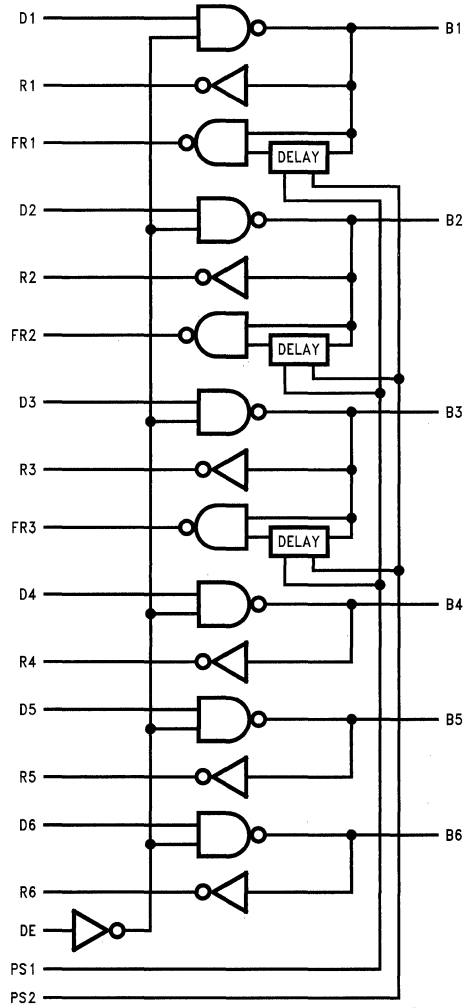 D1 B1
R1
FR1
DELAY
D2 B2
R2
FR2
DELAY
D3 B3
R3
FR3
DELAY
D4 B4
R4
D5 B5
R5
D6 B6
R6
DE
PS1
PS2